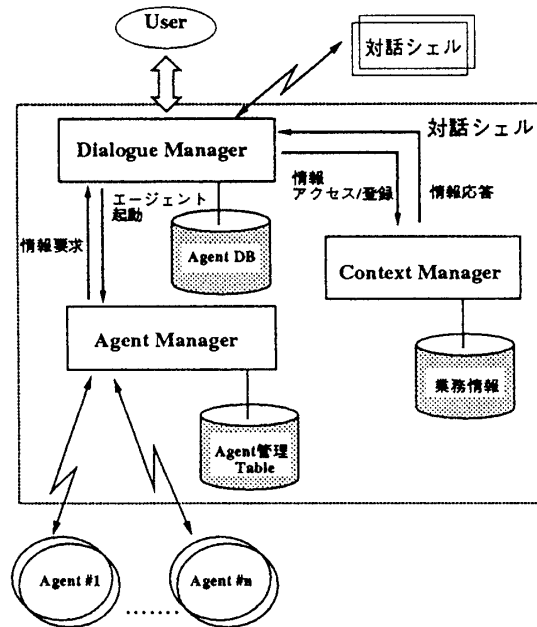 User
対話シェル
対話シェル
Dialogue Manager
情報
アクセス/登録
情報応答
エージェント
起動
情報要求
Agent DB
Context Manager
Agent Manager
業務情報
Agent管理
Table
Agent #1
.......
Agent #n